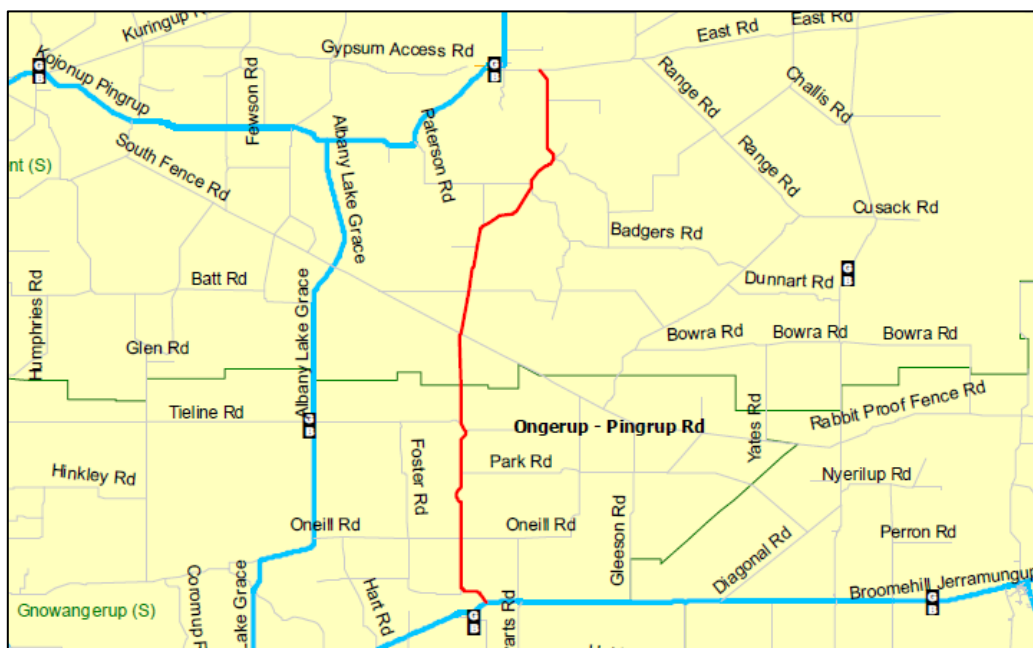 Kuringup R
East Rd
East Rd
Gypsum Access Rd
Kojonup Pingrup
Fewson Rd
Range Rd
Challis Rd
Albany Lake Grace
Paterson Rd
South Fence Rd
nt (S)
Range Rd
Cusack Rd
Badgers Rd
Batt Rd
Dunnart Rd
Humphries Rd
Albany Lake Grace
Glen Rd
Bowra Rd
Bowra Rd
Bowra Rd
Tieline Rd
Ongerup - Pingrup Rd
Yates Rd
Rabbit Proof Fence Rd
Foster Rd
Park Rd
Hinkley Rd
Nyerilup Rd
Oneill Rd
Oneill Rd
Gleeson Rd
Perron Rd
Diagonal Rd
Broomehill Jerramungup
Gnowangerup (S)
Coromup R
Lake Grace
Hart Rd
arts Rd